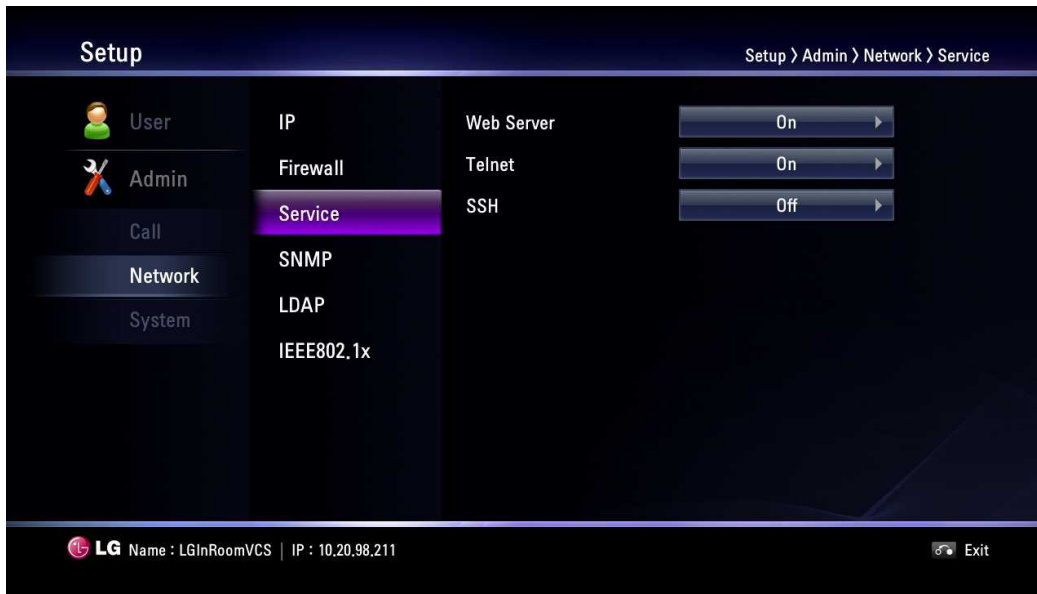 Setup
Setup 〉 Admin 〉 Network 〉 Service
User
Admin
Call
Network
System
IP
Firewall
Service
SNMP
LDAP
IEEE802.1x
Web Server On
Telnet On
SSH Off
LG Name : LGInRoomVCS | IP : 10.20.98.211
Exit